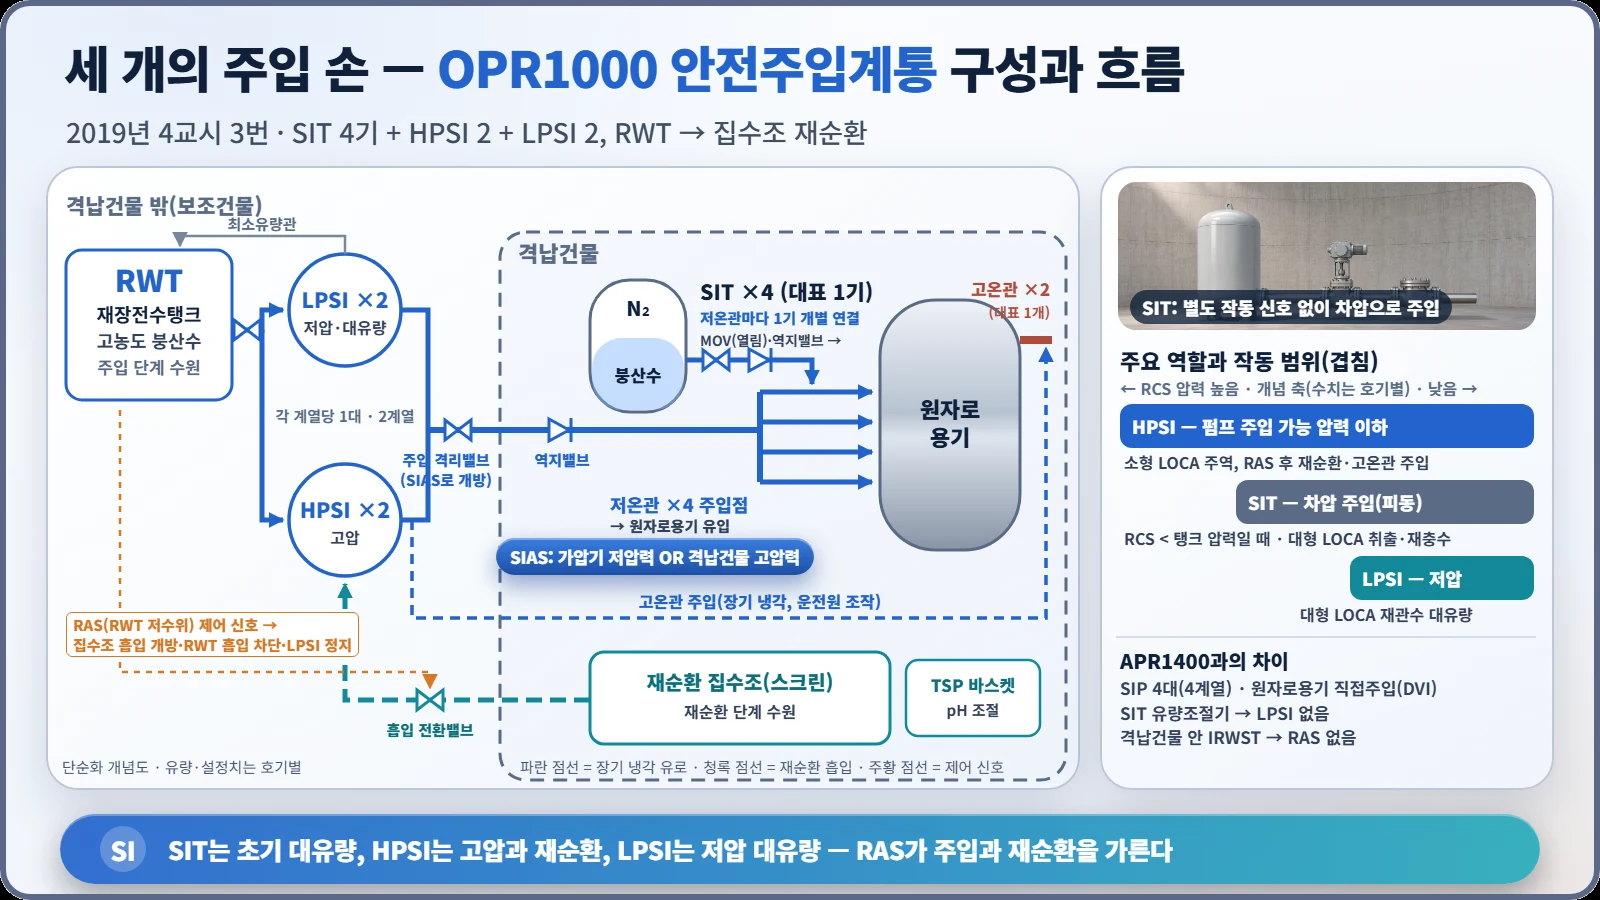 세 개의 주입 손 — OPR1000 안전주입계통 구성과 흐름
2019년 4교시 3번 · SIT 4기 + HPSI 2 + LPSI 2, RWT → 집수조 재순환
격납건물 밖(보조건물)
최소유량관
RWT
재장전수탱크
고농도 붕산수
주입 단계 수원
LPSI ×2
저압·대유량
각 계열당 1대 · 2계열
HPSI ×2
고압
주입 격리밸브
(SIAS로 개방)
역지밸브
격납건물
N₂
붕산수
SIT ×4 (대표 1기)
저온관마다 1기 개별 연결
MOV(열림)·역지밸브 →
고온관 ×2
(대표 1개)
원자로
용기
저온관 ×4 주입점
→ 원자로용기 유입
SIAS: 가압기 저압력 OR 격납건물 고압력
고온관 주입(장기 냉각, 운전원 조작)
RAS(RWT 저수위) 제어 신호 →
집수조 흡입 개방·RWT 흡입 차단·LPSI 정지
흡입 전환밸브
재순환 집수조(스크린)
재순환 단계 수원
TSP 바스켓
pH 조절
단순화 개념도 · 유량·설정치는 호기별
파란 점선 = 장기 냉각 유로 · 청록 점선 = 재순환 흡입 · 주황 점선 = 제어 신호
SIT: 별도 작동 신호 없이 차압으로 주입
주요 역할과 작동 범위(겹침)
← RCS 압력 높음 · 개념 축(수치는 호기별) · 낮음 →
HPSI — 펌프 주입 가능 압력 이하
소형 LOCA 주역, RAS 후 재순환·고온관 주입
SIT — 차압 주입(피동)
RCS < 탱크 압력일 때 · 대형 LOCA 취출·재충수
LPSI — 저압
대형 LOCA 재관수 대유량
APR1400과의 차이
SIP 4대(4계열) · 원자로용기 직접주입(DVI)
SIT 유량조절기 → LPSI 없음
격납건물 안 IRWST → RAS 없음
SI
SIT는 초기 대유량, HPSI는 고압과 재순환, LPSI는 저압 대유량 — RAS가 주입과 재순환을 가른다